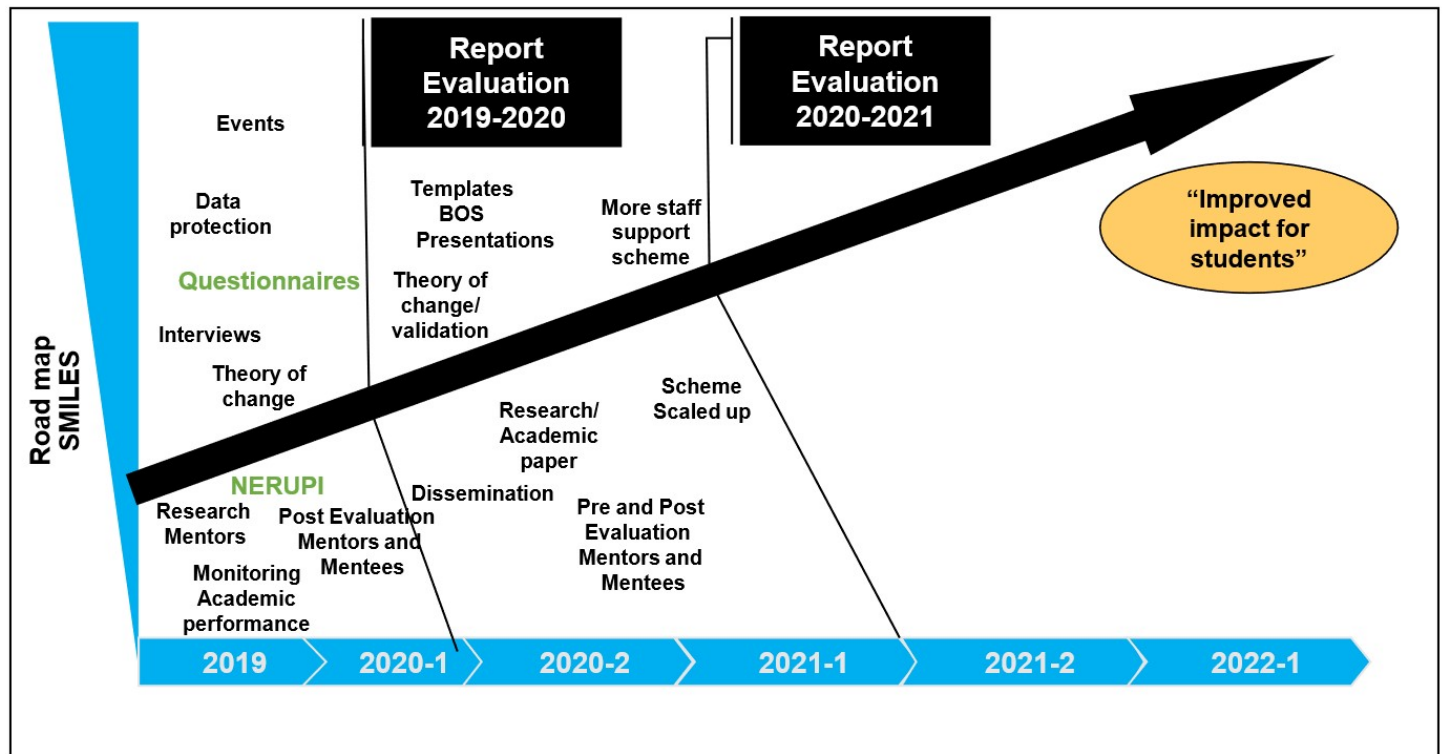 Report
Evaluation
2019-2020
Report
Evaluation
2020-2021
Events
Data
protection
Questionnaires
Interviews
Theory of
change
Templates
BOS
Presentations
Theory of
change/
validation
More staff
support
scheme
“Improved
impact for
students”
Road map
SMILES
NERUPI
Research
Mentors
Post Evaluation
Mentors and
Mentees
Monitoring
Academic
performance
Research/
Academic
paper
Dissemination
Scheme
Scaled up
Pre and Post
Evaluation
Mentors and
Mentees
2019
2020-1
2020-2
2021-1
2021-2
2022-1